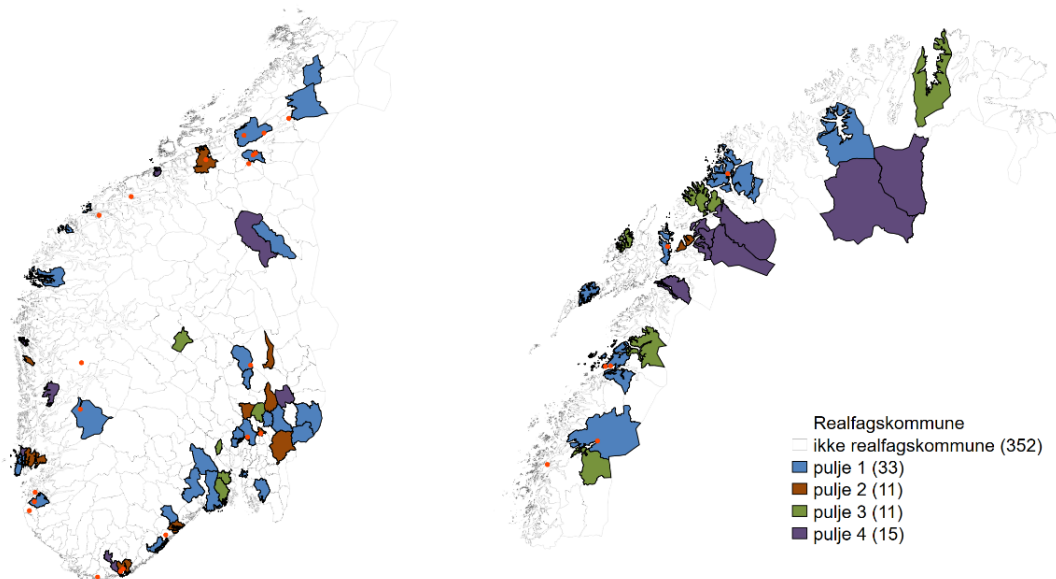 Realfagskommune
ikke realfagskommune (352)
pulje 1 (33)
pulje 2 (11)
pulje 3 (11)
pulje 4 (15)